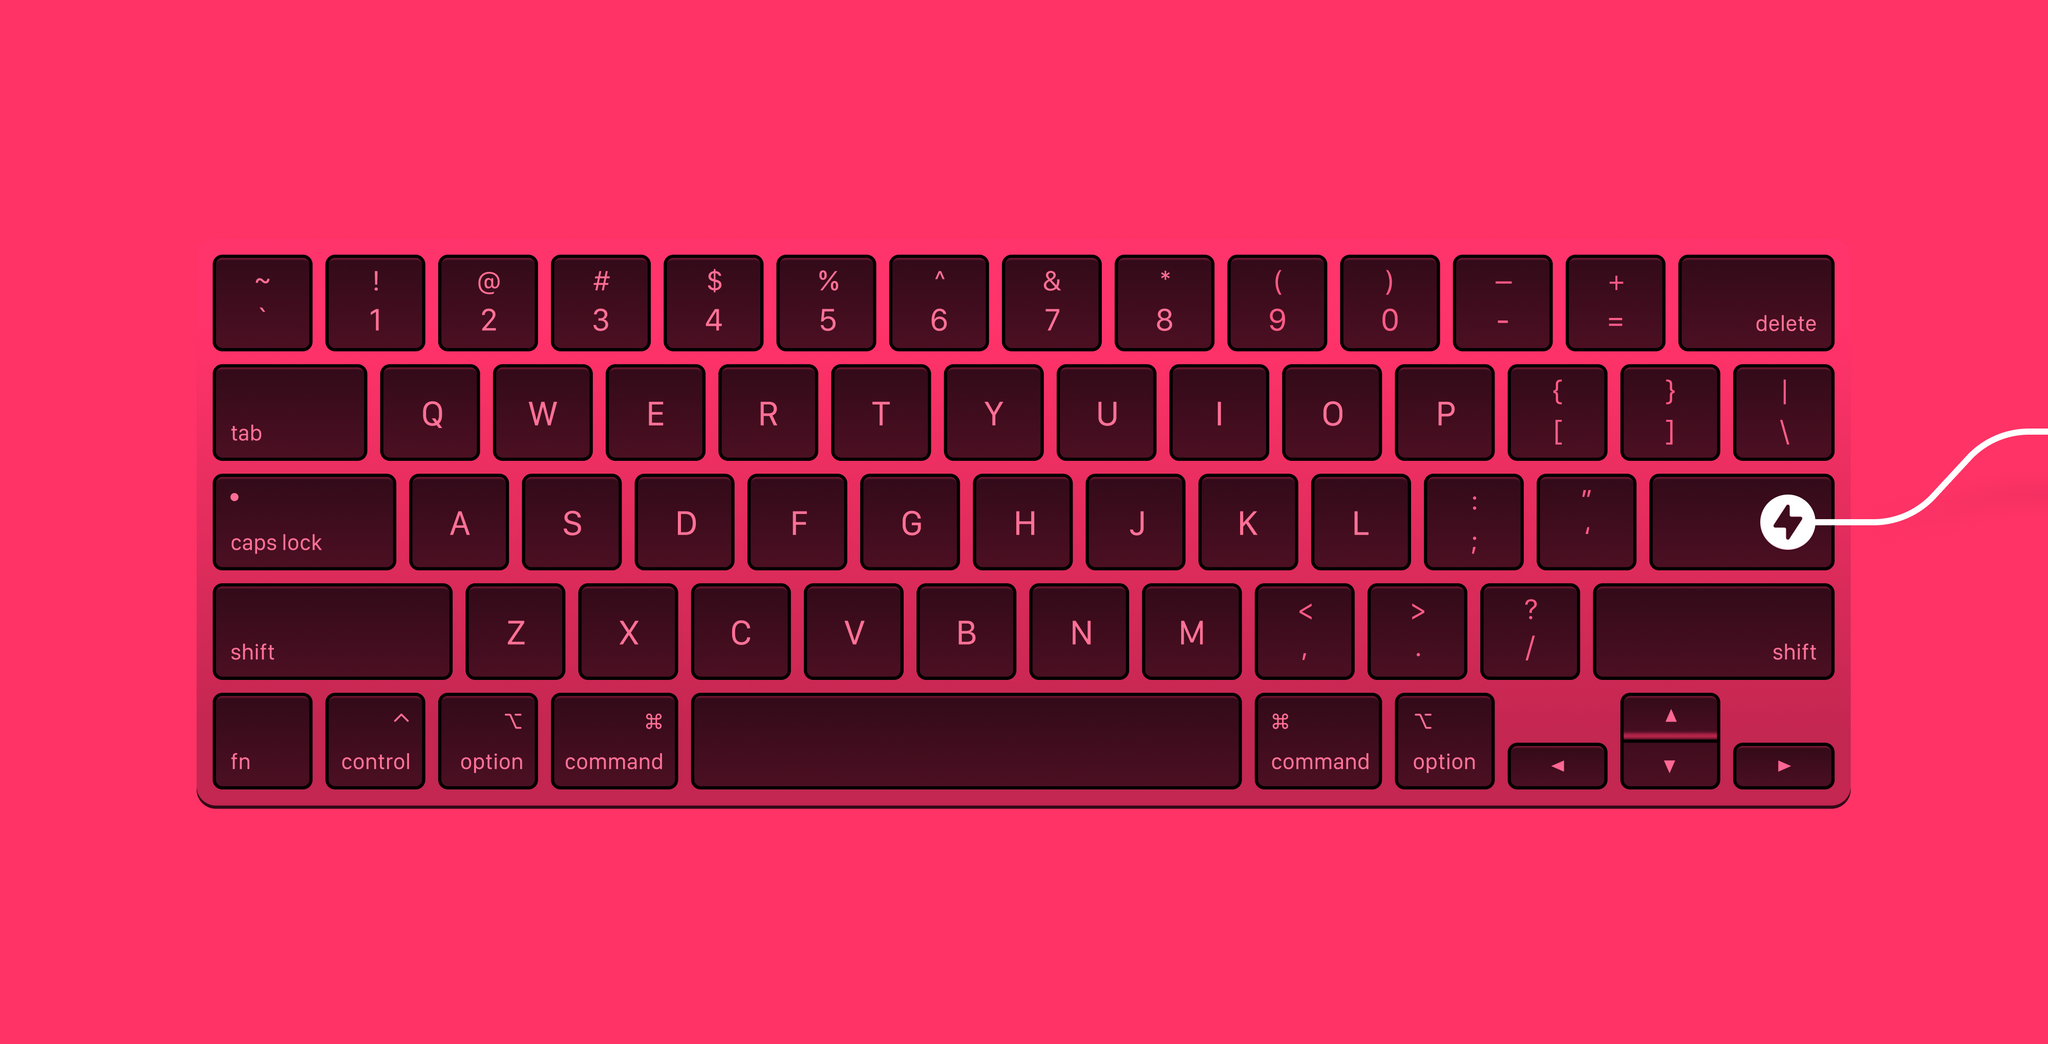 ~ ! @ # $ % ^ & * ( ) — +
` 1 2 3 4 5 6 7 8 9 0 - = delete
tab Q W E R T Y U I O P { [ } ] | \
caps lock A S D F G H J K L : ; " '
shift Z X C V B N M < , > . ? / shift
^ ⌥ ⌘ ⌘ ⌥ ▲
fn control option command command option ◀ ▼ ▶